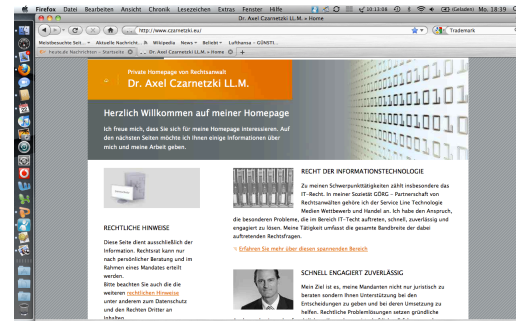 Firefox Datei Bearbeiten Ansicht Chronik Lesezeichen Extras Fenster Hilfe
Mo. 18:39
Dr. Axel Czarnetzki LL.M. » Home
http://www.czarnetzki.eu/
Trademark
Meistbesuchte Seit...
Aktuelle Nachricht...
Wikipedia
News
Beliebt
Lufthansa – GÜNSTI...
heute.de Nachrichten – Startseite
Dr. Axel Czarnetzki LL.M. » Home
Private Homepage von Rechtsanwalt
Dr. Axel Czarnetzki LL.M.
Herzlich Willkommen auf meiner Homepage
Ich freue mich, dass Sie sich für meine Homepage interessieren. Auf
den nächsten Seiten möchte ich Ihnen einige Informationen über
mich und meine Arbeit geben.
RECHTLICHE HINWEISE
Diese Seite dient ausschließlich der
Information. Rechtsrat kann nur
nach persönlicher Beratung und im
Rahmen eines Mandates erteilt
werden.
Bitte beachten Sie auch die die
weiteren rechtlichen Hinweise
unter anderem zum Datenschutz
und den Rechten Dritter an
Inhalten.
RECHT DER INFORMATIONSTECHNOLOGIE
Zu meinen Schwerpunkttätigkeiten zählt insbesondere das
IT-Recht. In meiner Sozietät GÖRG – Partnerschaft von
Rechtsanwälten gehöre ich der Service Line Technologie
Medien Wettbewerb und Handel an. Ich habe den Anspruch,
die besonderen Probleme, die im Bereich IT-Techt auftreten, schnell, zuverlässig und
engagiert zu lösen. Meine Tätigkeit umfasst die gesamte Bandbreite der dabei
auftretenden Rechtsfragen.
Erfahren Sie mehr über diesen spannenden Bereich
SCHNELL ENGAGIERT ZUVERLÄSSIG
Mein Ziel ist es, meine Mandanten nicht nur juristisch zu
beraten sondern Ihnen Unterstützung bei den
Entscheidungen zu geben und bei deren Umsetzung zu
helfen. Rechtliche Problemlösungen setzen gründliche